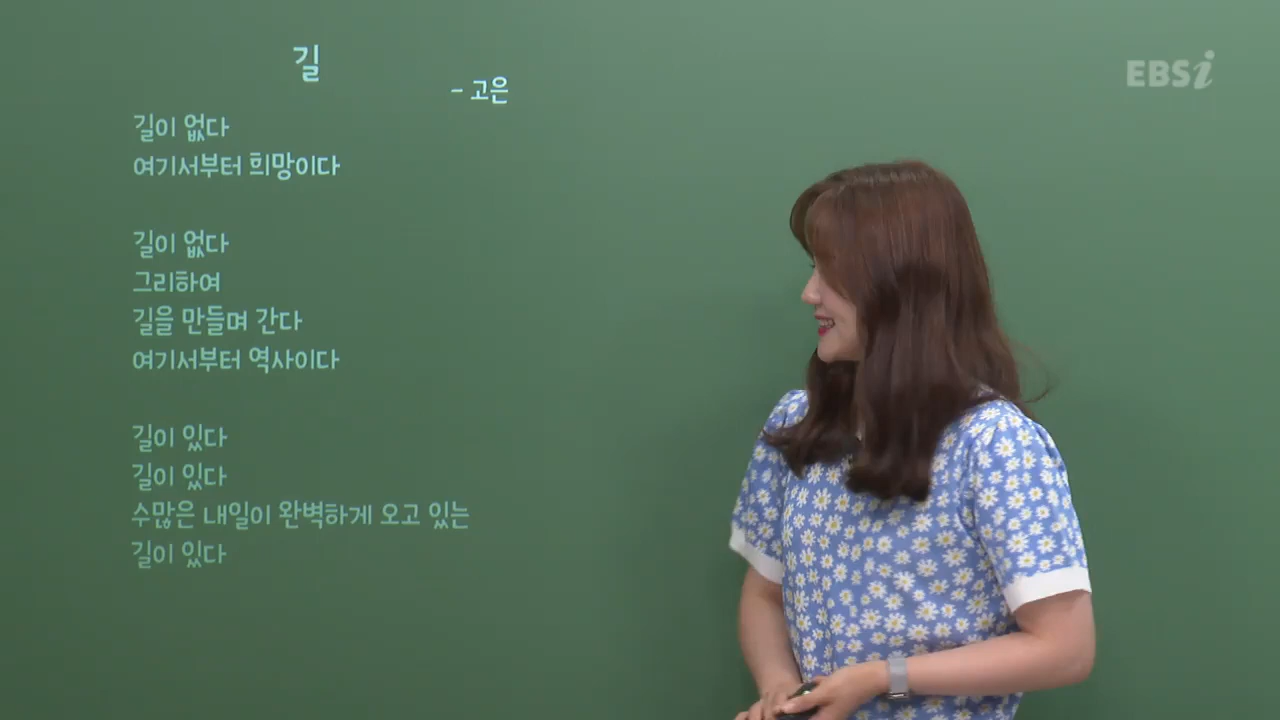 길
- 고은
EBSi
길이 없다
여기서부터 희망이다
길이 없다
그리하여
길을 만들며 간다
여기서부터 역사이다
길이 있다
길이 있다
수많은 내일이 완벽하게 오고 있는
길이 있다